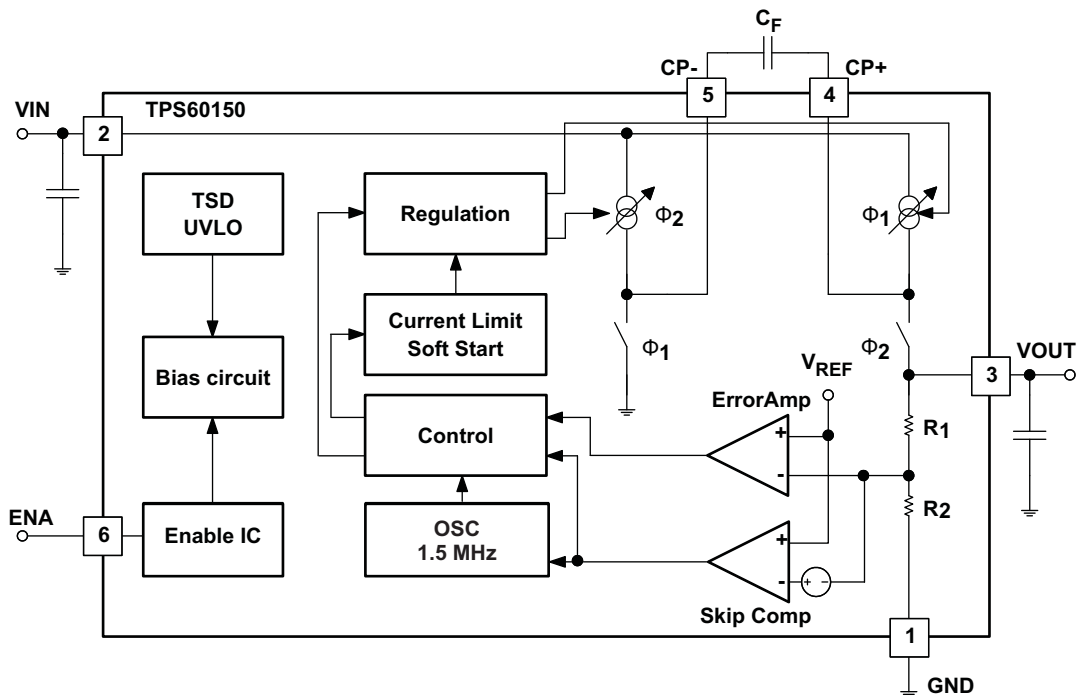 C_F
CP-
CP+
5
4
VIN
TPS60150
2
TSD
UVLO
Regulation
Φ2
Φ1
Current Limit
Soft Start
Φ1
Φ2
V_REF
3
VOUT
Bias circuit
ErrorAmp
Control
+
-
R1
R2
ENA
6
Enable IC
OSC
1.5 MHz
+
-
+ -
Skip Comp
1
GND